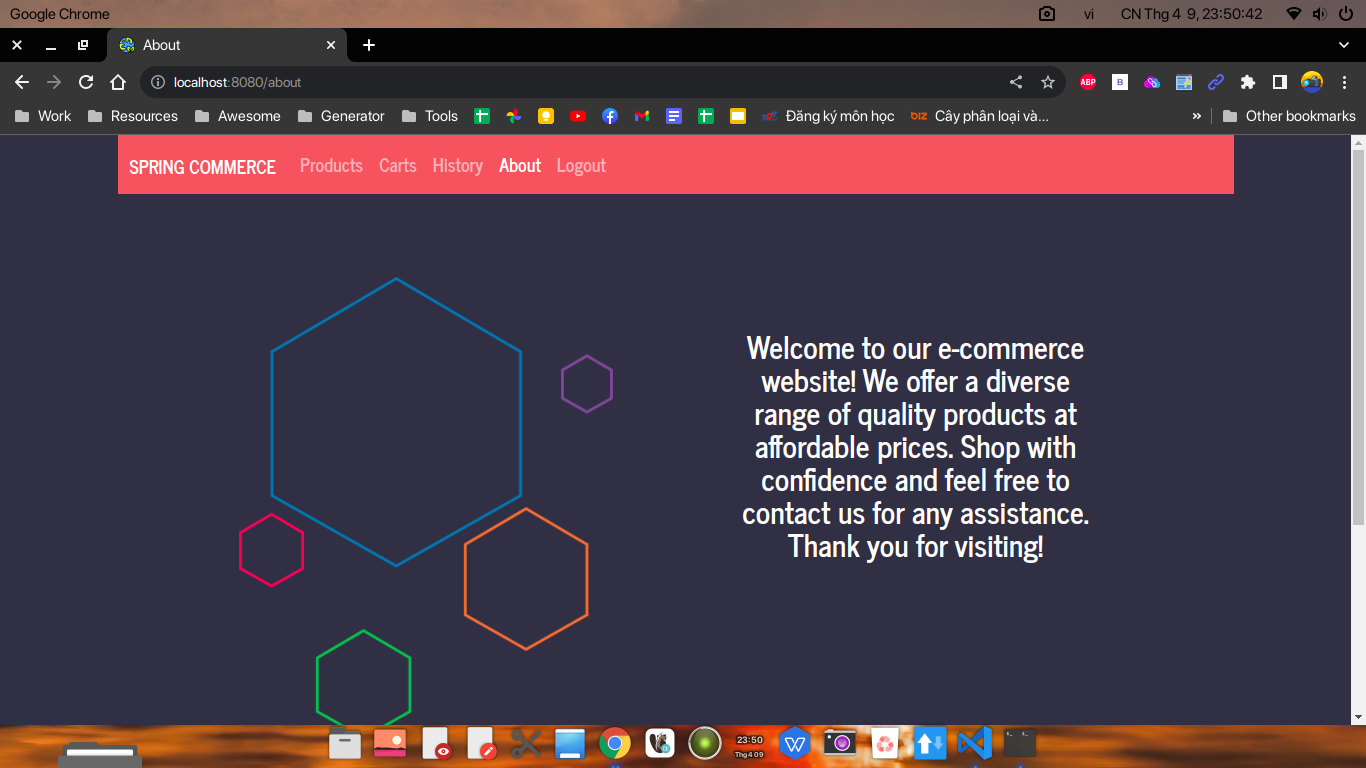 Google Chrome
vi
CN Thg 4 9, 23:50:42
About
localhost:8080/about
ABP
B
Work
Resources
Awesome
Generator
Tools
Đăng ký môn học
BIZ
Cây phân loại và...
»
Other bookmarks
SPRING COMMERCE
Products
Carts
History
About
Logout
Welcome to our e-commerce
website! We offer a diverse
range of quality products at
affordable prices. Shop with
confidence and feel free to
contact us for any assistance.
Thank you for visiting!
23:50
Thg4 09
W